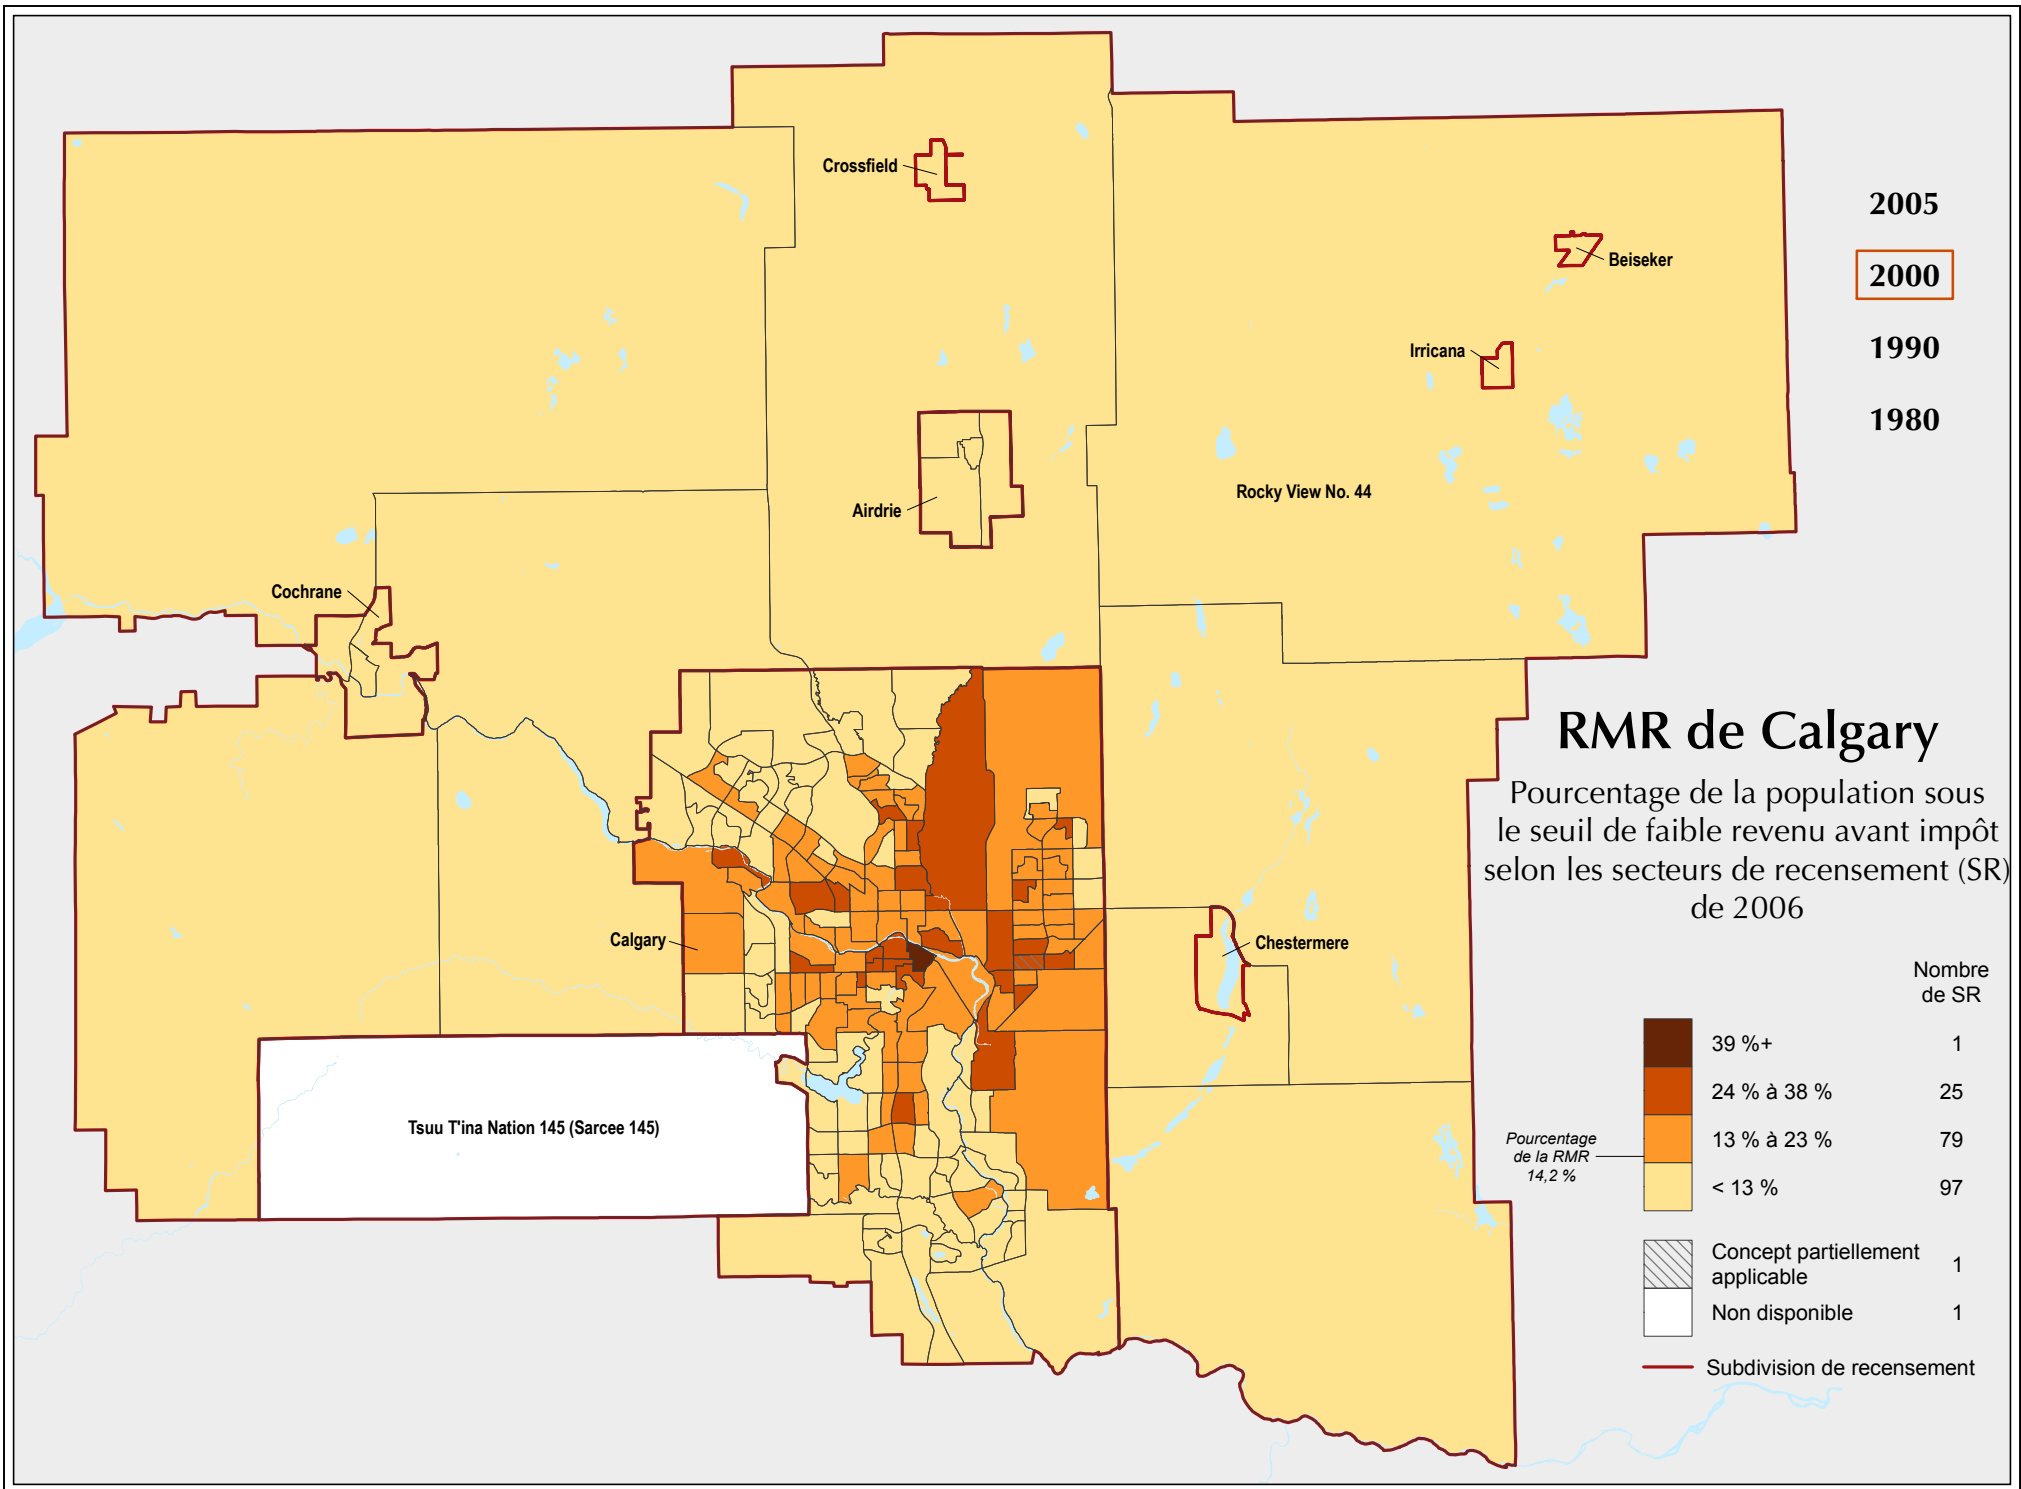 Crossfield
2005
Beiseker
2000
Irricana
1990
1980
Rocky View No. 44
Airdrie
Cochrane
RMR de Calgary
Pourcentage de la population sous
le seuil de faible revenu avant impôt
selon les secteurs de recensement (SR)
de 2006
Calgary
Chestermere
Tsuu T'ina Nation 145 (Sarcee 145)
Nombre
de SR
39 %+ 1
24 % à 38 % 25
13 % à 23 % 79
Pourcentage
de la RMR
14,2 %
< 13 % 97
Concept partiellement
applicable 1
Non disponible 1
Subdivision de recensement